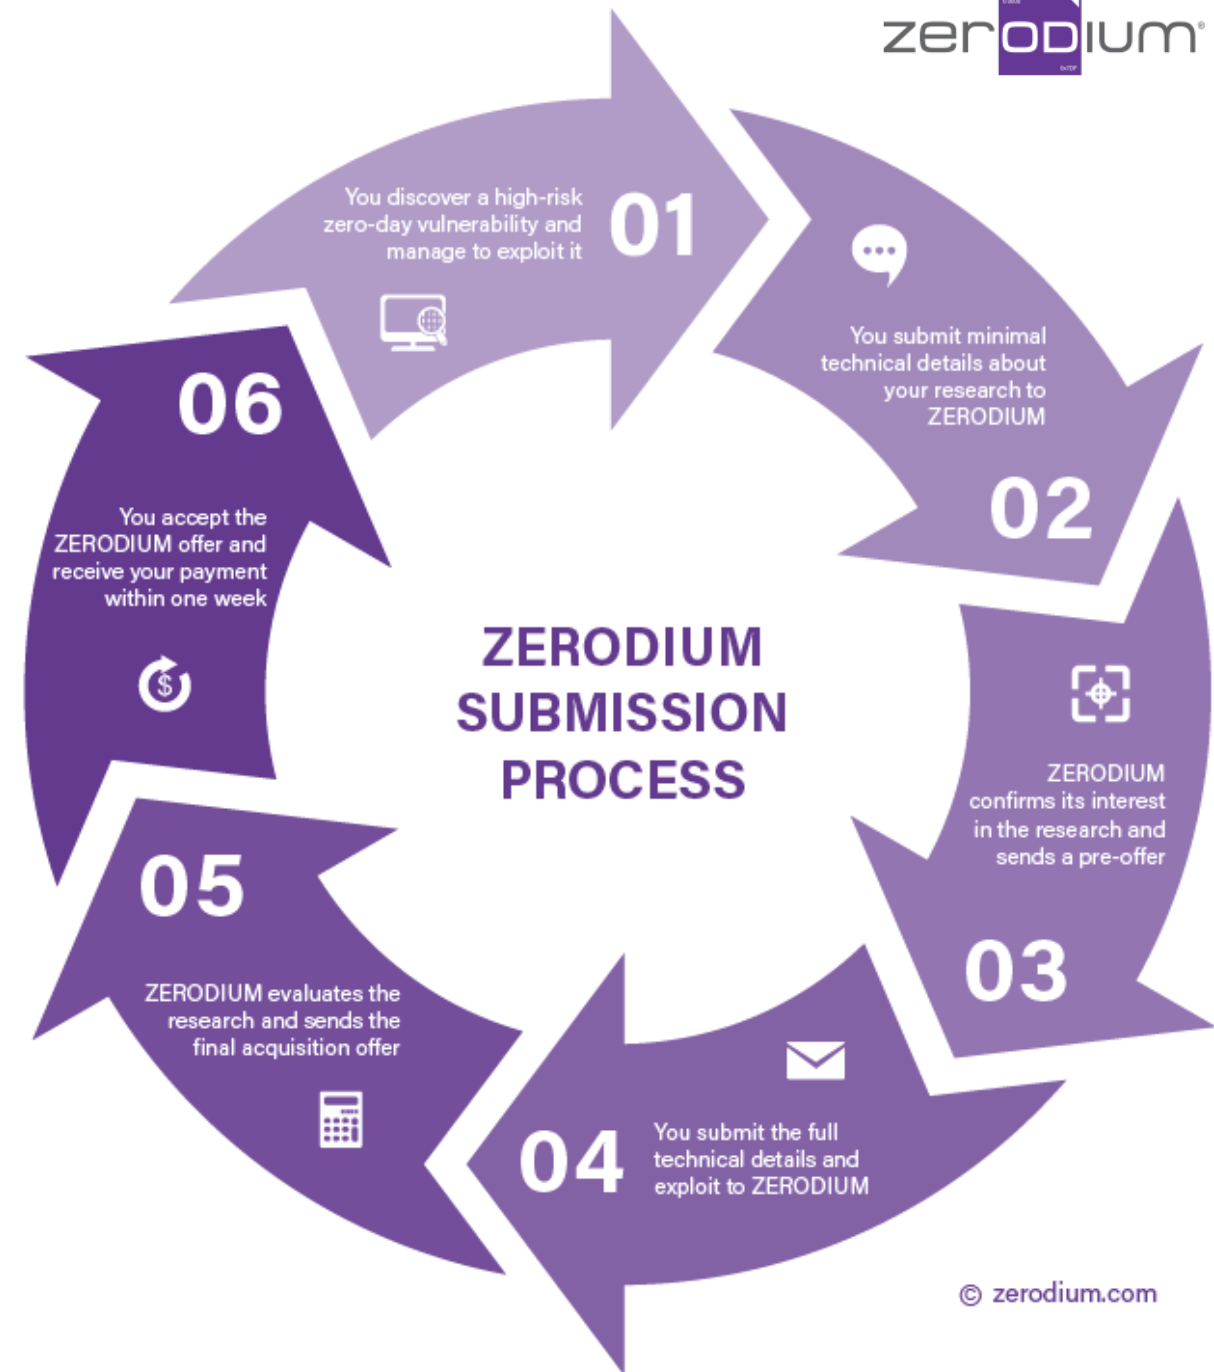 zerODIUM®
You discover a high-risk
zero-day vulnerability and
manage to exploit it
01
You submit minimal
technical details about
your research to
ZERODIUM
02
ZERODIUM
confirms its interest
in the research and
sends a pre-offer
03
You submit the full
technical details and
exploit to ZERODIUM
04
ZERODIUM evaluates the
research and sends the
final acquisition offer
05
You accept the
ZERODIUM offer and
receive your payment
within one week
06
$
ZERODIUM
SUBMISSION
PROCESS
© zerodium.com